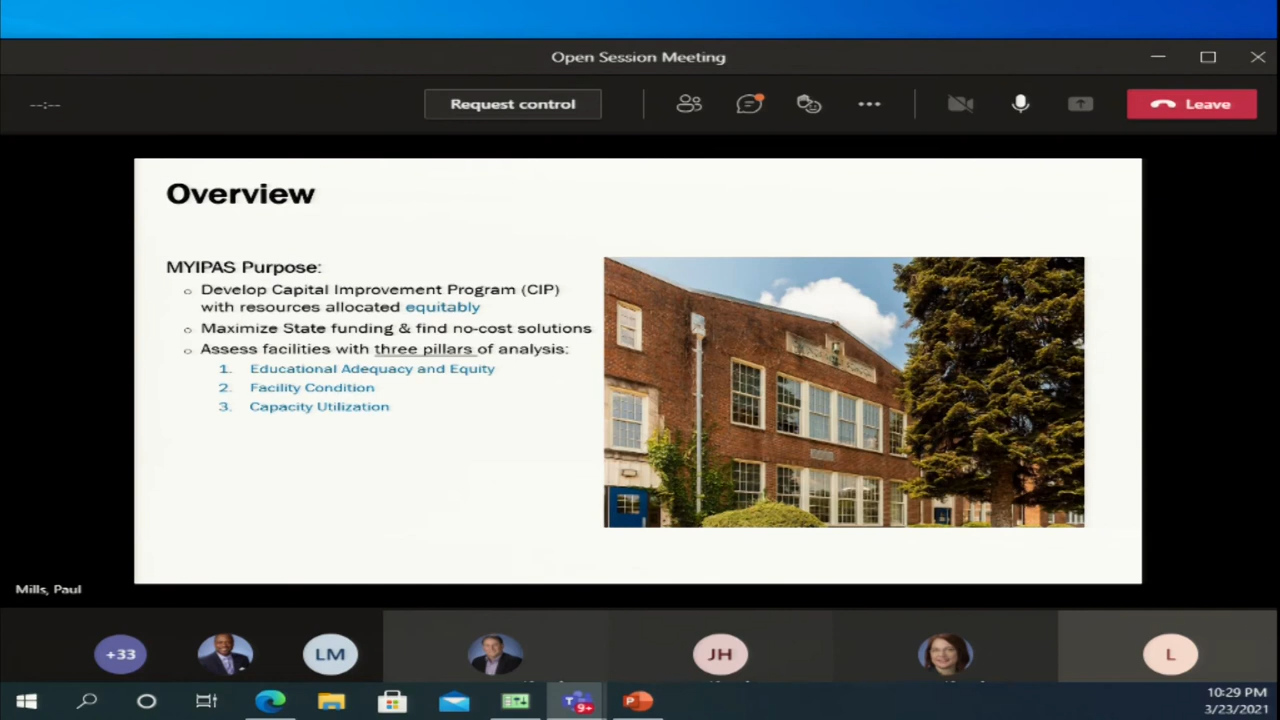 Open Session Meeting
--:--
Request control
Leave
Overview
MYIPAS Purpose:
Develop Capital Improvement Program (CIP)
with resources allocated equitably
Maximize State funding & find no-cost solutions
Assess facilities with three pillars of analysis:
1. Educational Adequacy and Equity
2. Facility Condition
3. Capacity Utilization
Mills, Paul
+33
LM
JH
L
9+
10:29 PM
3/23/2021